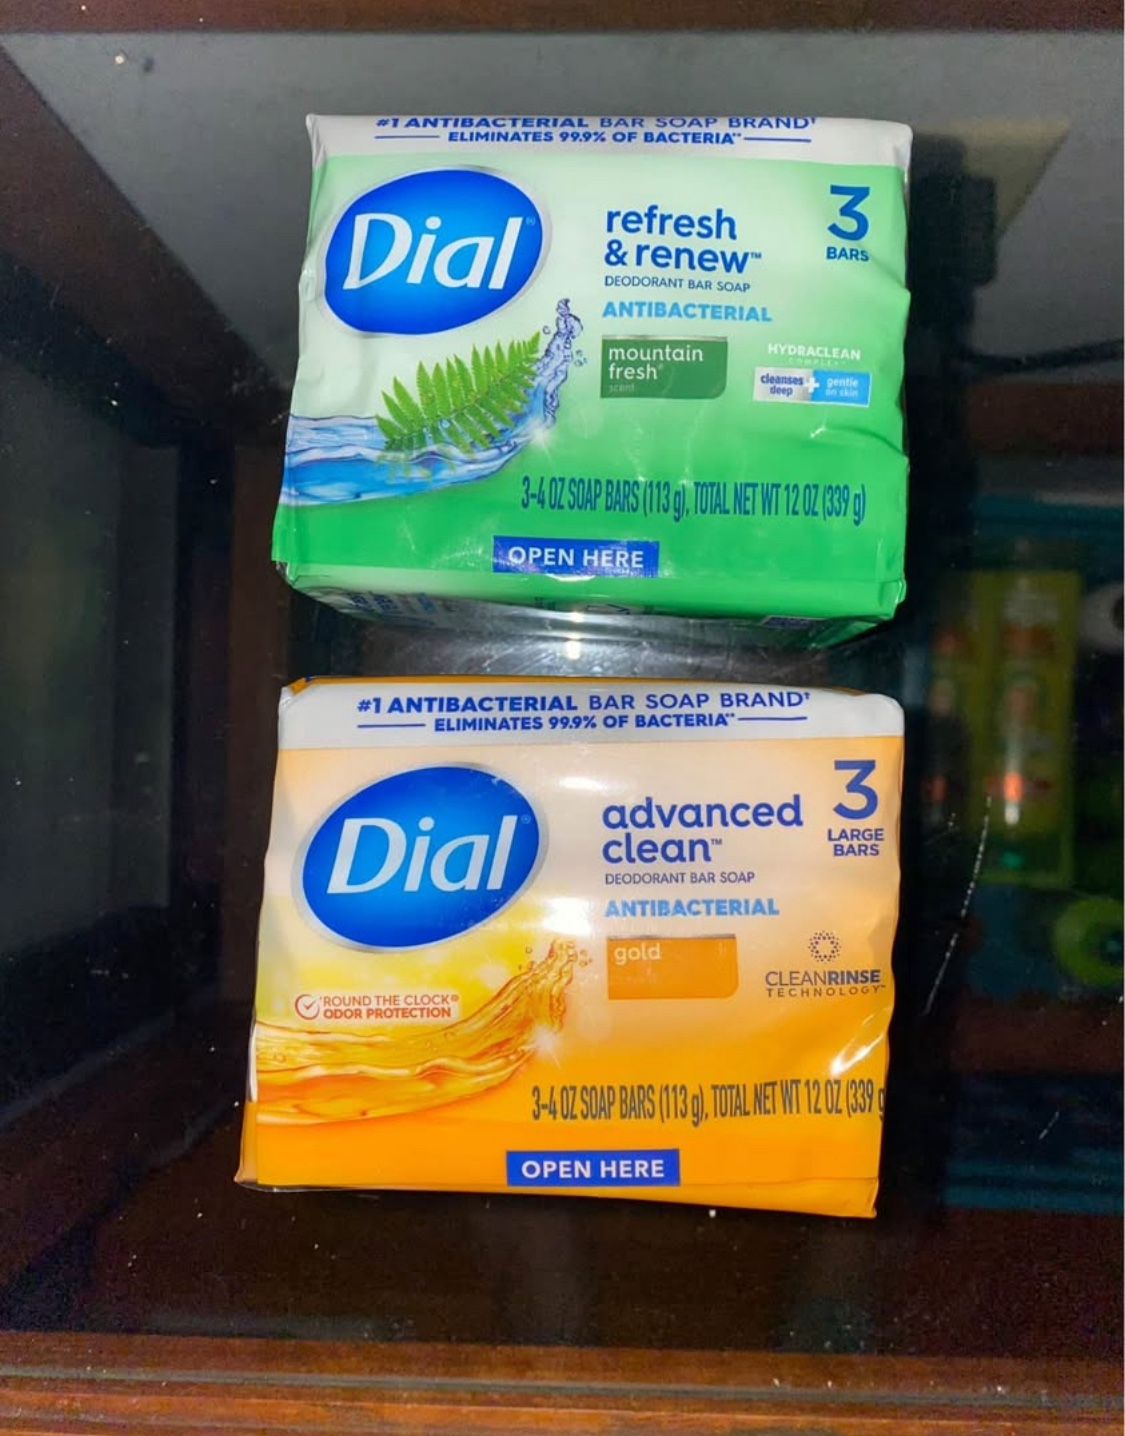 #1 ANTIBACTERIAL BAR SOAP BRAND†
ELIMINATES 99.9% OF BACTERIA**
Dial®
refresh
& renew™
DEODORANT BAR SOAP
ANTIBACTERIAL
3
BARS
mountain
fresh®
scent
HYDRACLEAN
COMPLEX
cleanses
deep
+
gentle
on skin
3-4 OZ SOAP BARS (113 g), TOTAL NET WT 12 OZ (339 g)
OPEN HERE
#1 ANTIBACTERIAL BAR SOAP BRAND†
ELIMINATES 99.9% OF BACTERIA**
Dial®
advanced
clean™
DEODORANT BAR SOAP
ANTIBACTERIAL
3
LARGE
BARS
gold
CLEANRINSE
TECHNOLOGY™
'ROUND THE CLOCK®
ODOR PROTECTION
3-4 OZ SOAP BARS (113 g), TOTAL NET WT 12 OZ (339 g
OPEN HERE